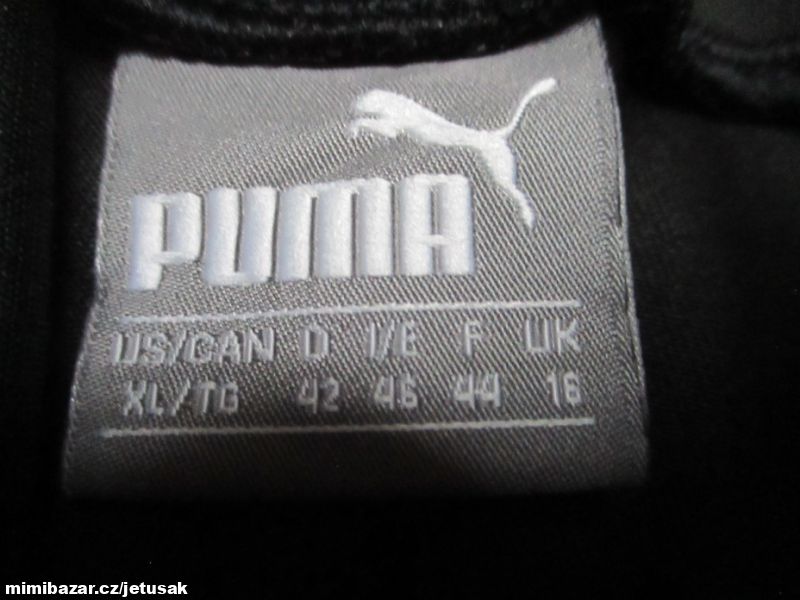 PUMA
US/CAN D I/E F UK
XL/TG 42 46 44 16
mimibazar.cz/jetusak